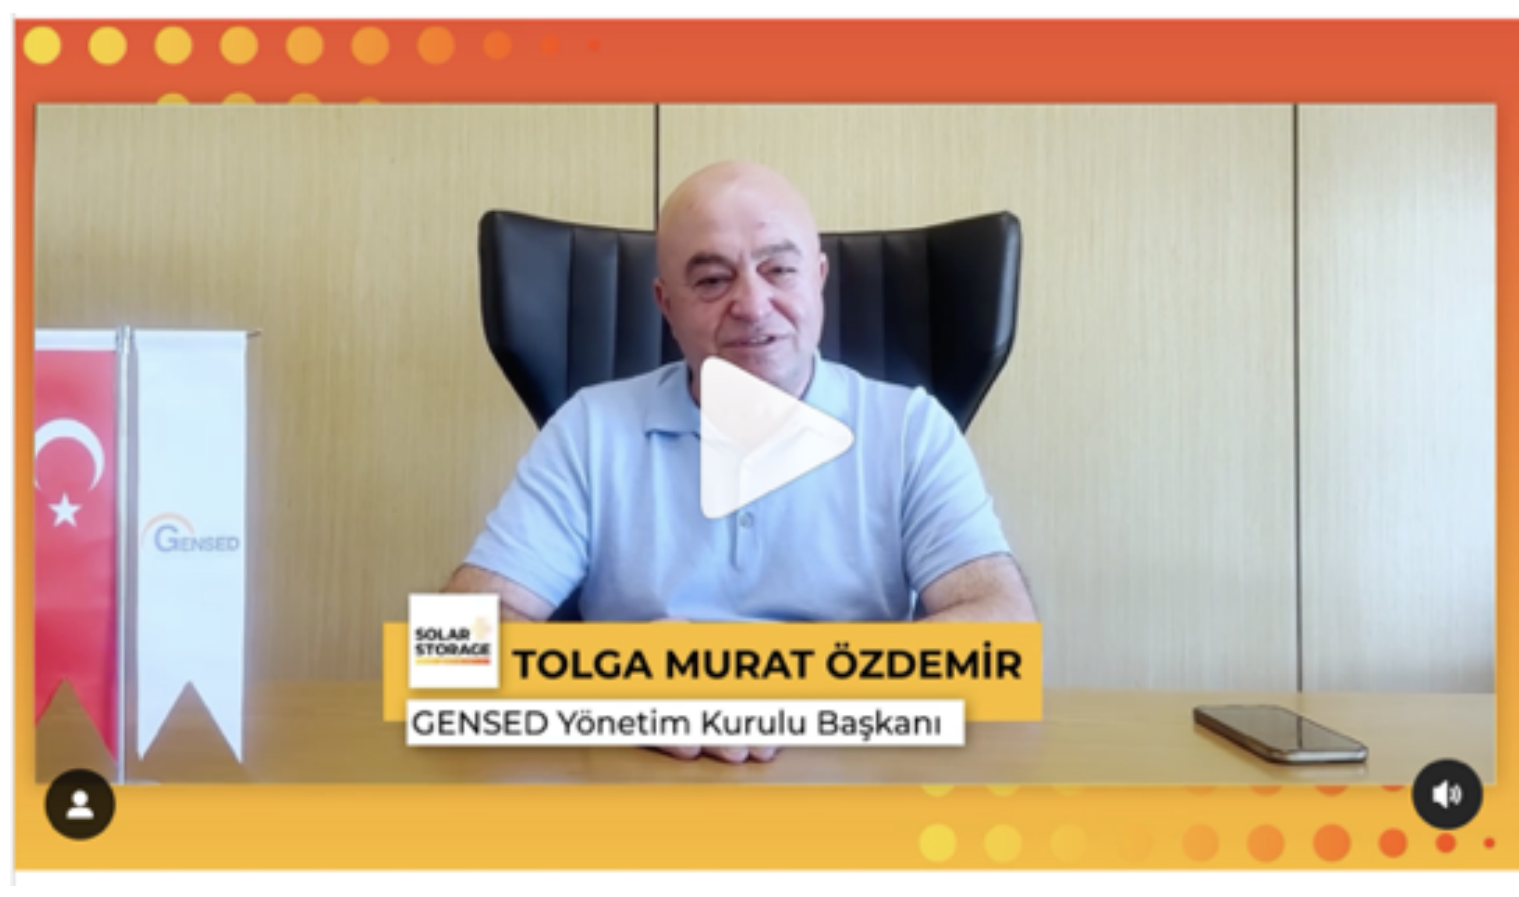 GENSED
SOLAR
STORAGE
TOLGA MURAT ÖZDEMİR
GENSED Yönetim Kurulu Başkanı